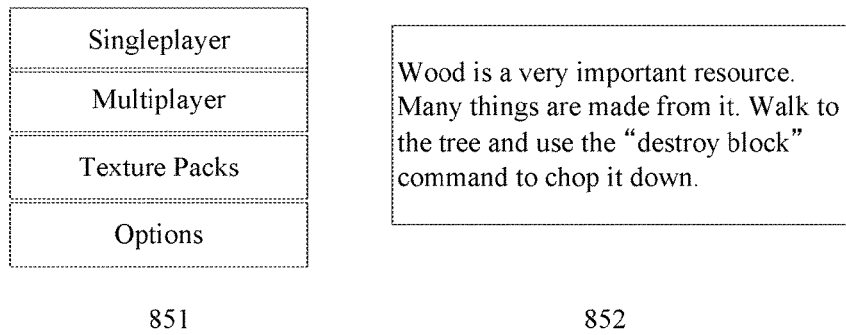 Singleplayer
Multiplayer
Texture Packs
Options
851
Wood is a very important resource.
Many things are made from it. Walk to
the tree and use the “destroy block”
command to chop it down.
852